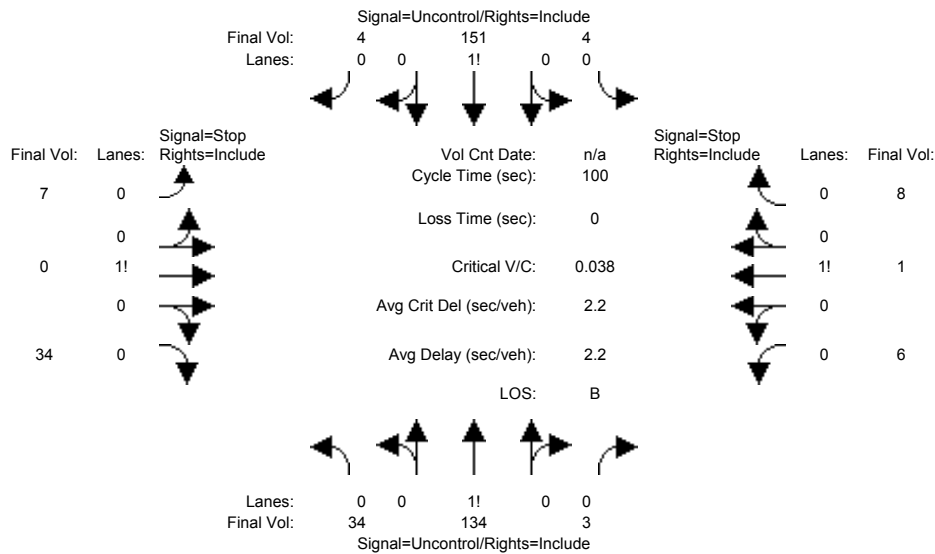 Signal=Uncontrol/Rights=Include
Final Vol: 4 151 4
Lanes: 0 0 1! 0 0
Signal=Stop Signal=Stop
Final Vol: Lanes: Rights=Include Vol Cnt Date: n/a Rights=Include Lanes: Final Vol:
Cycle Time (sec): 100
7 0 0 8
Loss Time (sec): 0
0 0
0 1! Critical V/C: 0.038 1! 1
0 Avg Crit Del (sec/veh): 2.2 0
34 0 Avg Delay (sec/veh): 2.2 0 6
LOS: B
Lanes: 0 0 1! 0 0
Final Vol: 34 134 3
Signal=Uncontrol/Rights=Include